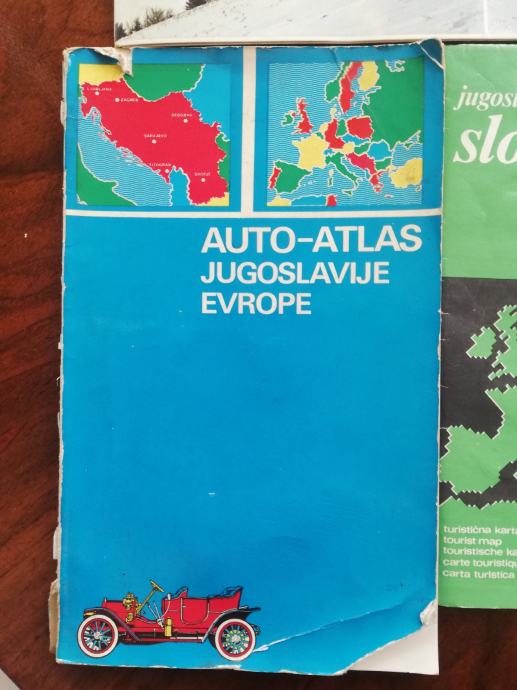 LJUBLJANA
ZAGREB
BEOGRAD
SARAJEVO
TITOGRAD
SKOPJE
AUTO-ATLAS
JUGOSLAVIJE
EVROPE
jugosl
slo
turistična karta
tourist map
touristische ka
carte touristiqu
carta turistica